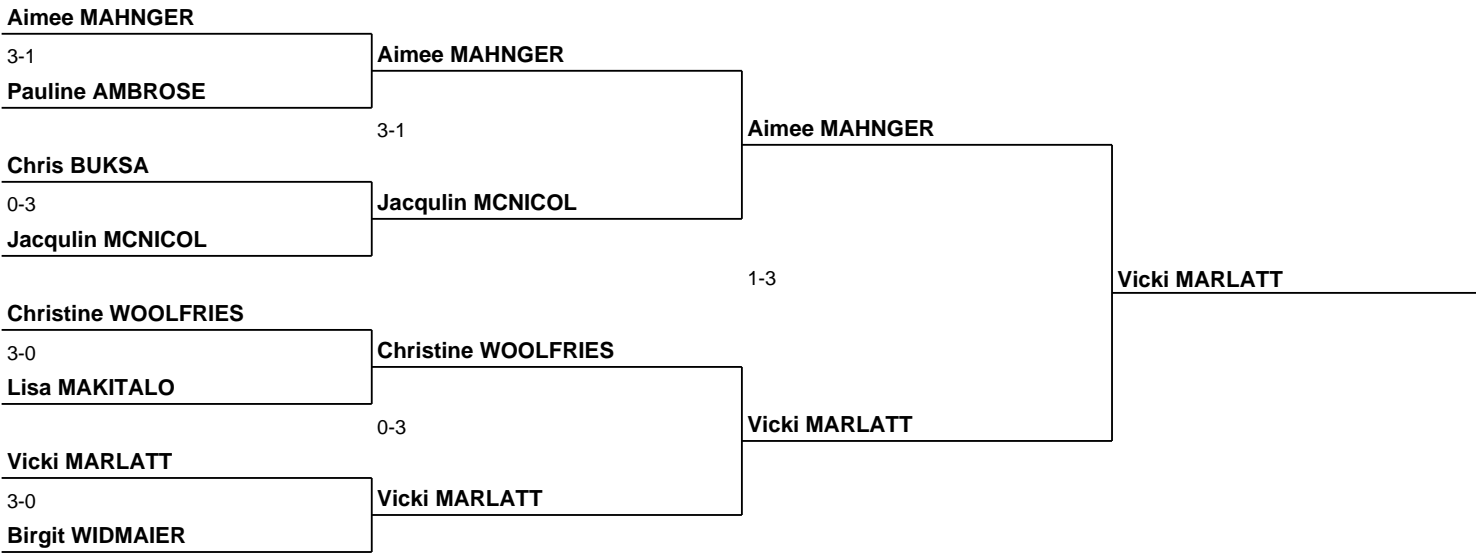 Aimee MAHNGER
3-1
Pauline AMBROSE
Chris BUKSA
0-3
Jacqulin MCNICOL
Christine WOOLFRIES
3-0
Lisa MAKITALO
Vicki MARLATT
3-0
Birgit WIDMAIER
Aimee MAHNGER
3-1
Jacqulin MCNICOL
Christine WOOLFRIES
0-3
Vicki MARLATT
Aimee MAHNGER
1-3
Vicki MARLATT
Vicki MARLATT